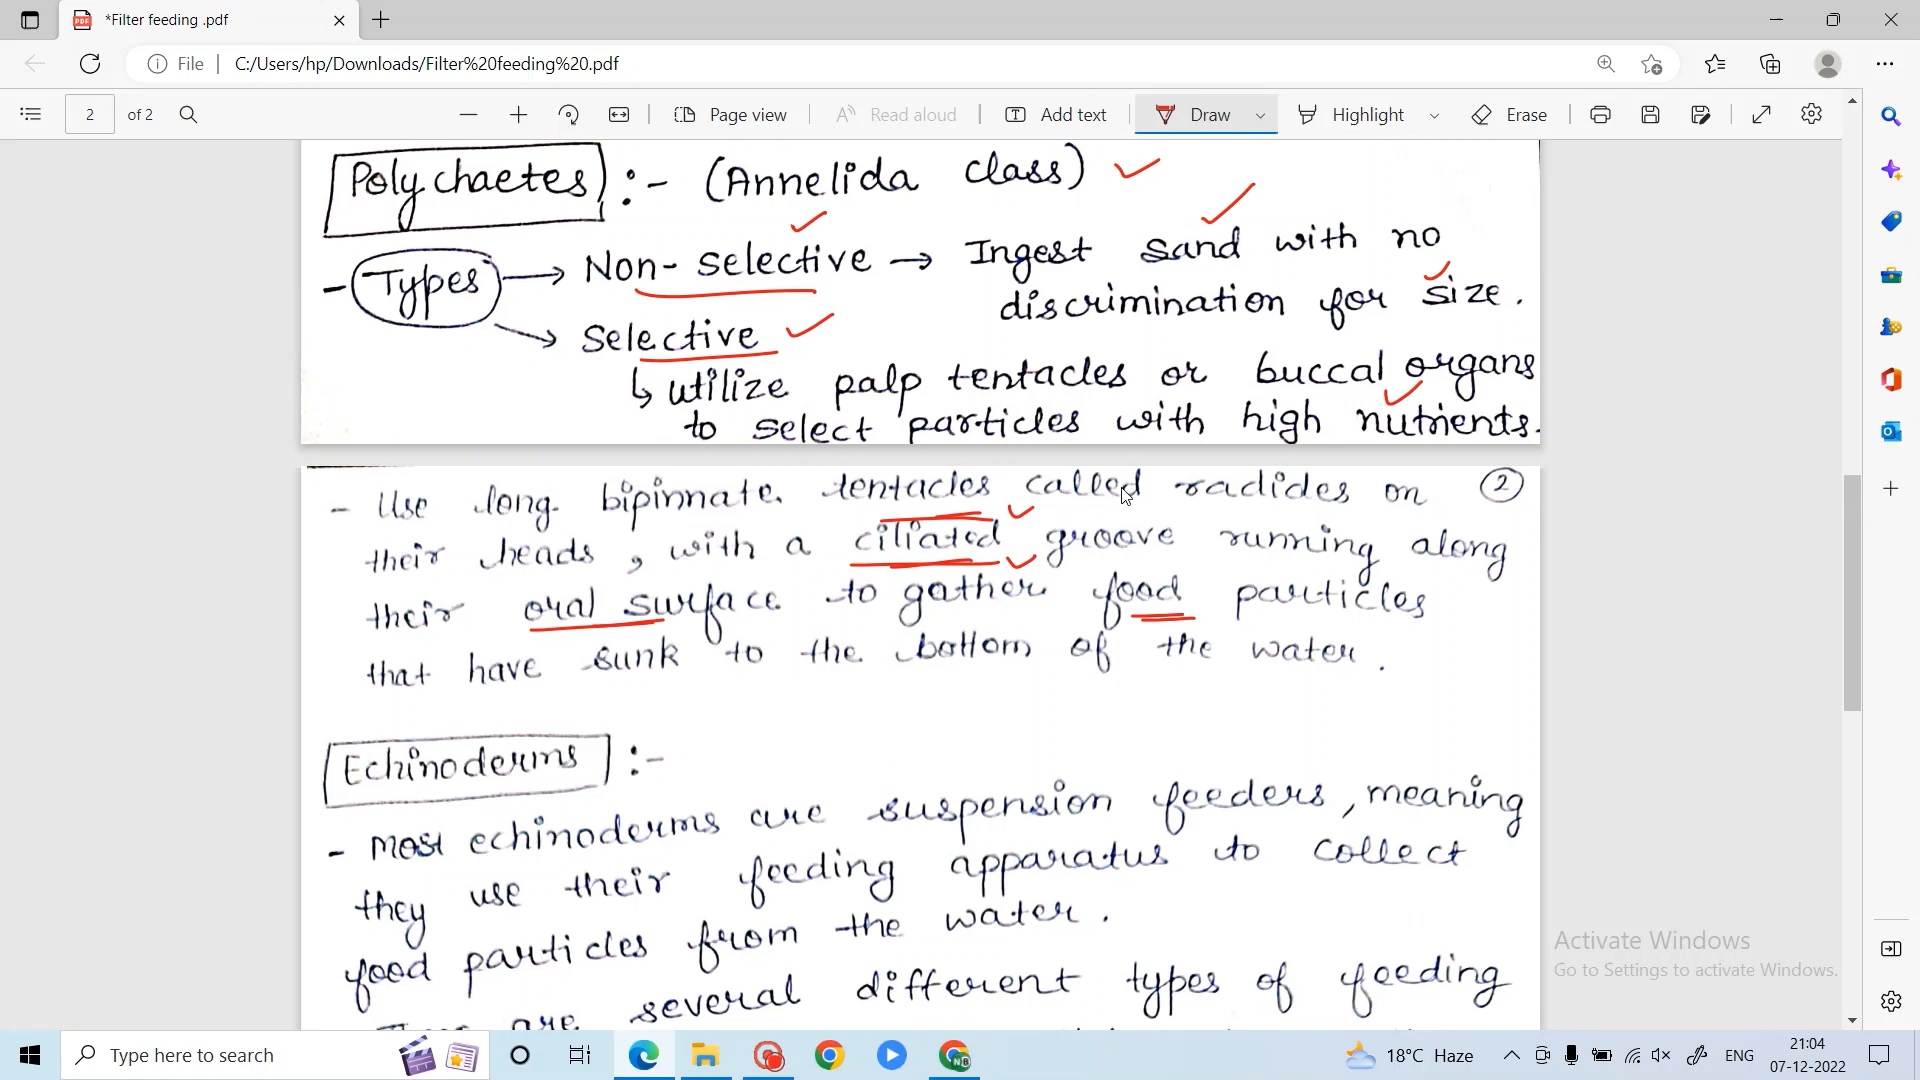 *Filter feeding .pdf
File
C:/Users/hp/Downloads/Filter%20feeding%20.pdf
2 of 2
Page view
Read aloud
Add text
Draw
Highlight
Erase
Polychaetes :- (Annelida class)
- Types → Non-selective → Ingest sand with no
discrimination for size.
→ Selective
↳ utilize palp tentacles or buccal organs
to select particles with high nutrients.
- Use long bipinnate tentacles called radides on ②
their heads, with a ciliated groove running along
their oral surface to gather food particles
that have sunk to the bottom of the water.
Echinoderms :-
- Most echinoderms are suspension feeders, meaning
they use their feeding apparatus to collect
food particles from the water.
are several different types of feeding
Activate Windows
Go to Settings to activate Windows.
Type here to search
18°C Haze
ENG
21:04
07-12-2022